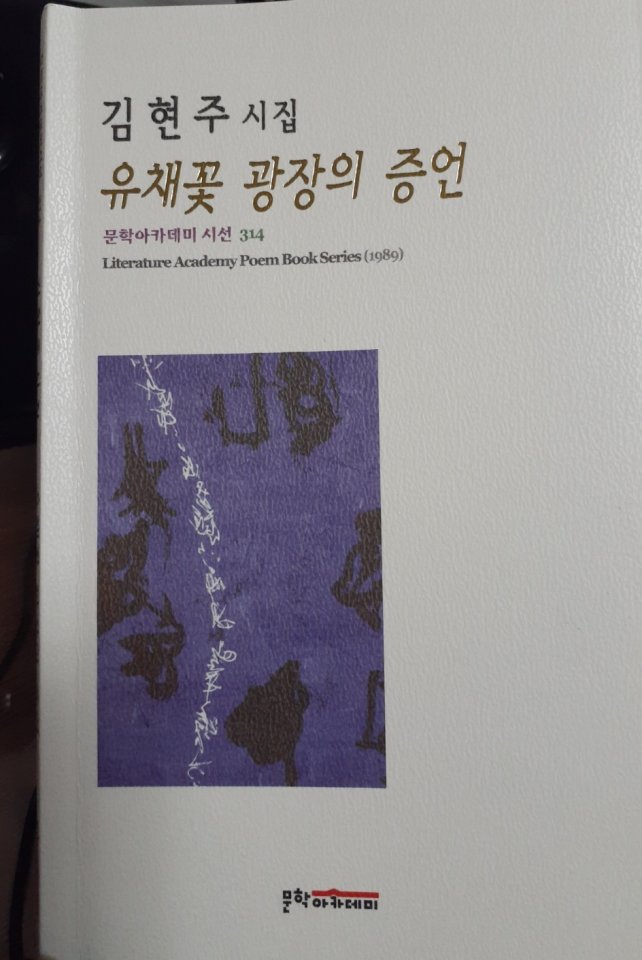 김현주 시집
유채꽃 광장의 증언
문학아카데미 시선 314
Literature Academy Poem Book Series (1989)
문학아카데미